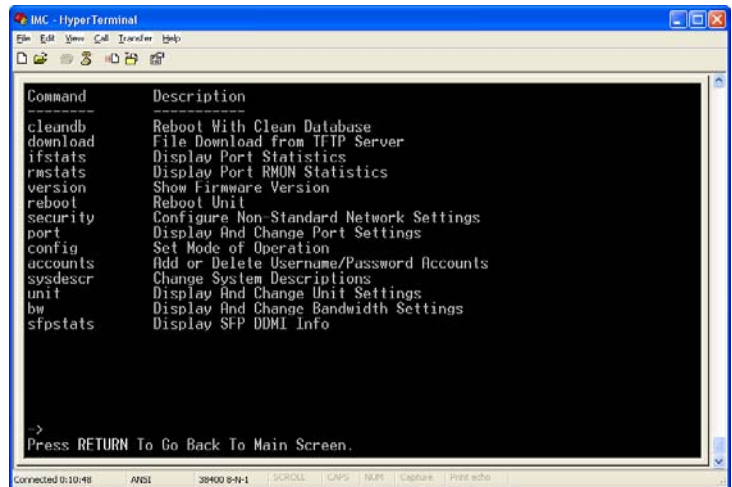 IMC - HyperTerminal
File Edit View Call Transfer Help
Command Description
-------- -----------
cleandb Reboot With Clean Database
download File Download from TFTP Server
ifstats Display Port Statistics
rmstats Display Port RMON Statistics
version Show Firmware Version
reboot Reboot Unit
security Configure Non-Standard Network Settings
port Display And Change Port Settings
config Set Mode of Operation
accounts Add or Delete Username/Password Accounts
sysdescr Change System Descriptions
unit Display And Change Unit Settings
bw Display And Change Bandwidth Settings
sfpstats Display SFP DDMI Info
->
Press RETURN To Go Back To Main Screen.
Connected 0:10:48 ANSI 38400 8-N-1 SCROLL CAPS NUM Capture Print echo